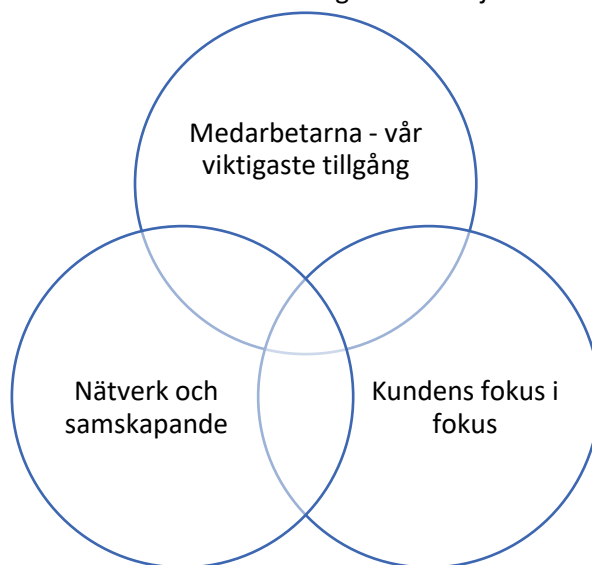 Medarbetarna - vår
viktigaste tillgång
Nätverk och
samskapande
Kundens fokus i
fokus